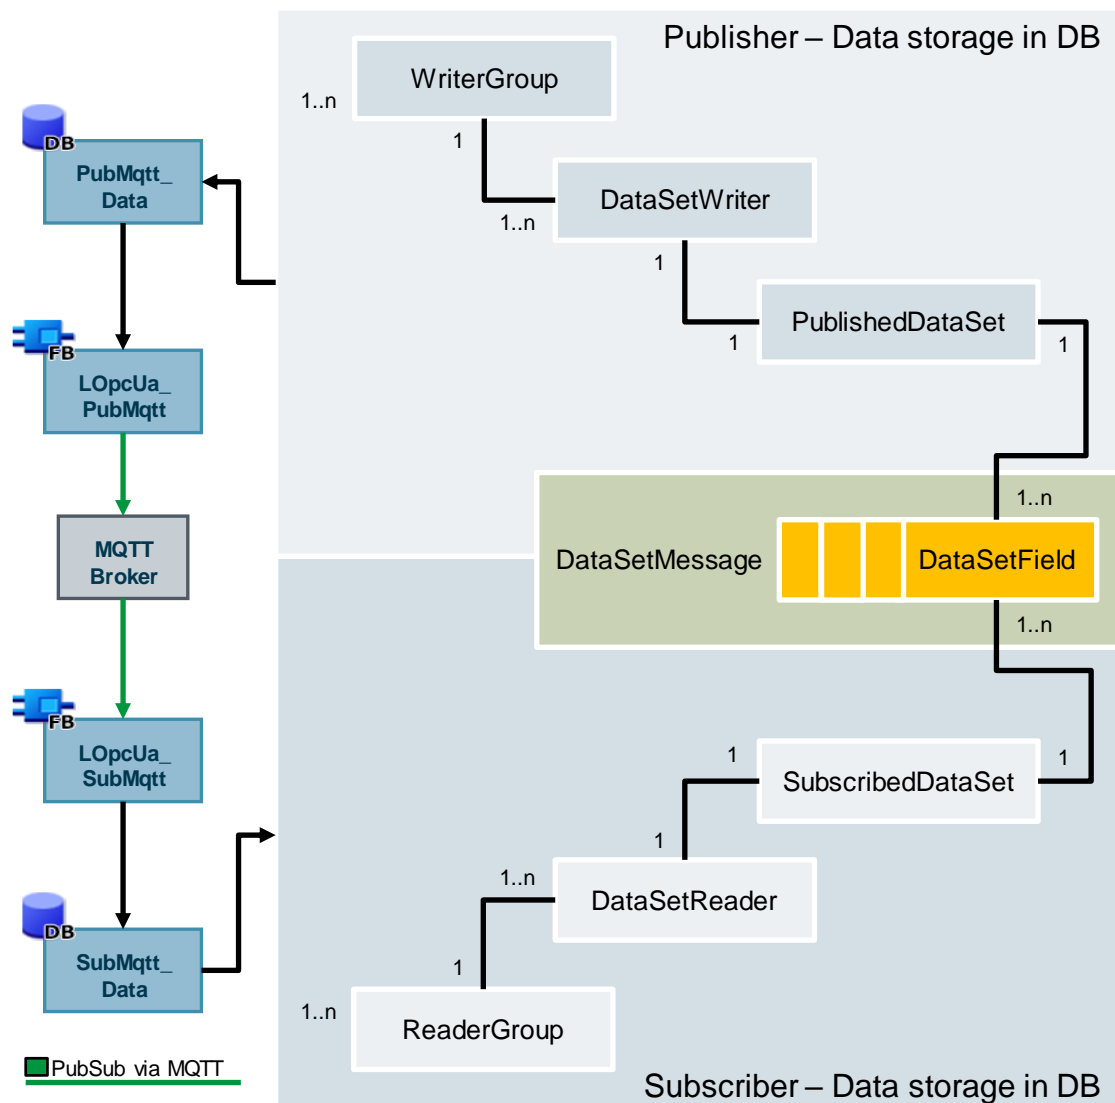 Publisher – Data storage in DB
WriterGroup
1..n
1
DB
PubMqtt_
Data
DataSetWriter
1..n
1
PublishedDataSet
1
1
FB
LOpcUa_
PubMqtt
1..n
MQTT
Broker
DataSetMessage
DataSetField
1..n
FB
LOpcUa_
SubMqtt
1
1
SubscribedDataSet
1
1..n
DataSetReader
DB
SubMqtt_
Data
1
1..n
ReaderGroup
PubSub via MQTT
Subscriber – Data storage in DB